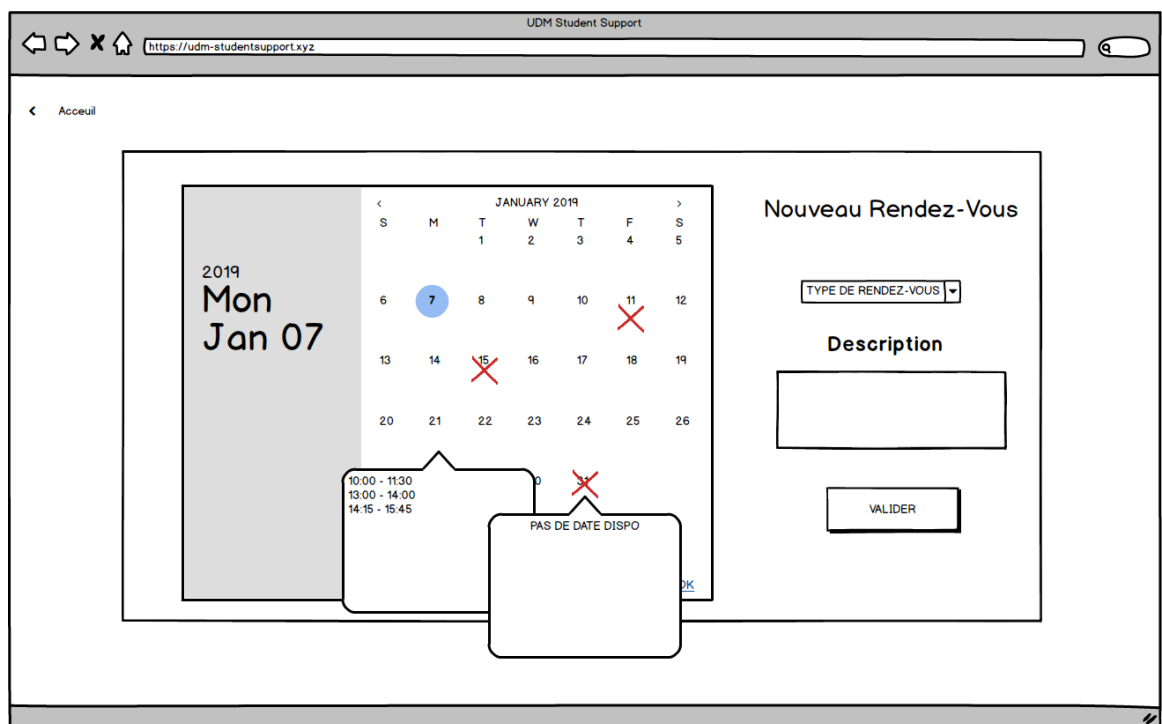 UDM Student Support
https://udm-studentsupport.xyz
Acceuil
JANUARY 2019
S M T W T F S
1 2 3 4 5
2019
Mon
Jan 07
6 7 8 9 10 11 12
13 14 15 16 17 18 19
20 21 22 23 24 25 26
31
10:00 - 11:30
13:00 - 14:00
14:15 - 15:45
PAS DE DATE DISPO
OK
Nouveau Rendez-Vous
TYPE DE RENDEZ-VOUS
Description
VALIDER